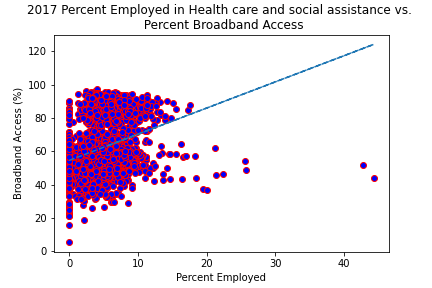 2017 Percent Employed in Health care and social assistance vs.
Percent Broadband Access
120
100
80
60
40
20
0
Broadband Access (%)
0 10 20 30 40
Percent Employed